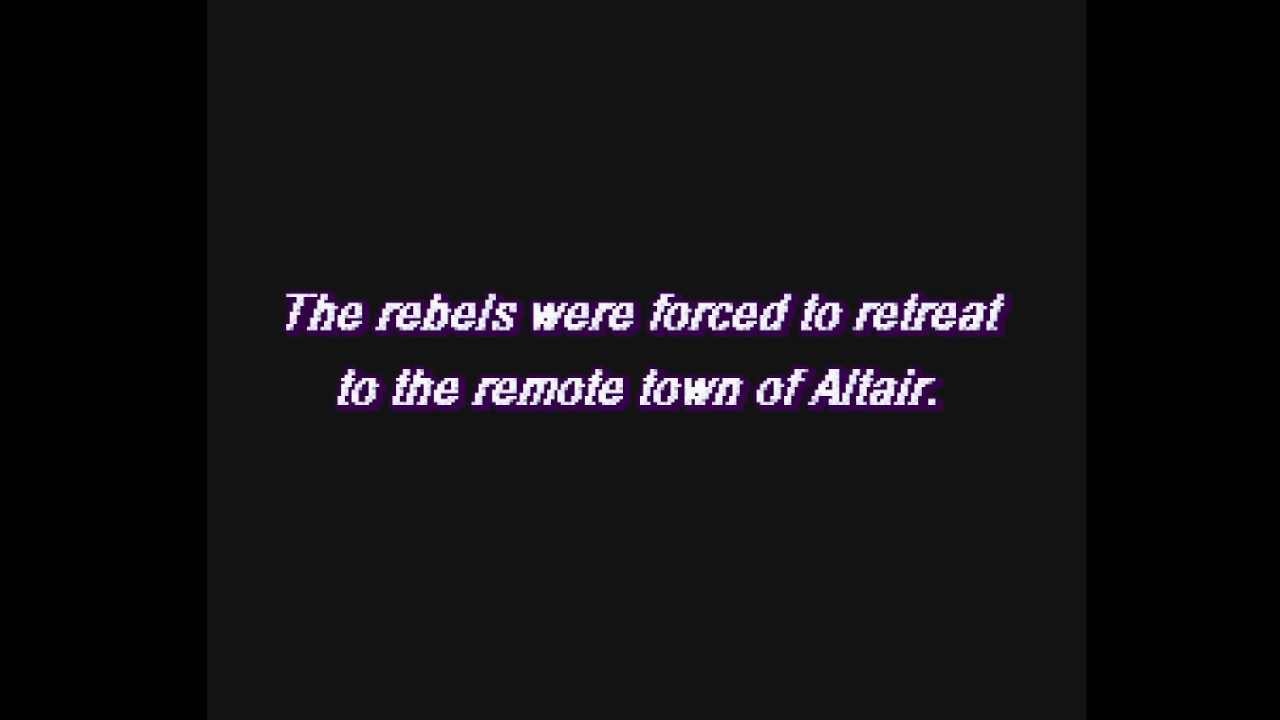 The rebels were forced to retreat
to the remote town of Altair.